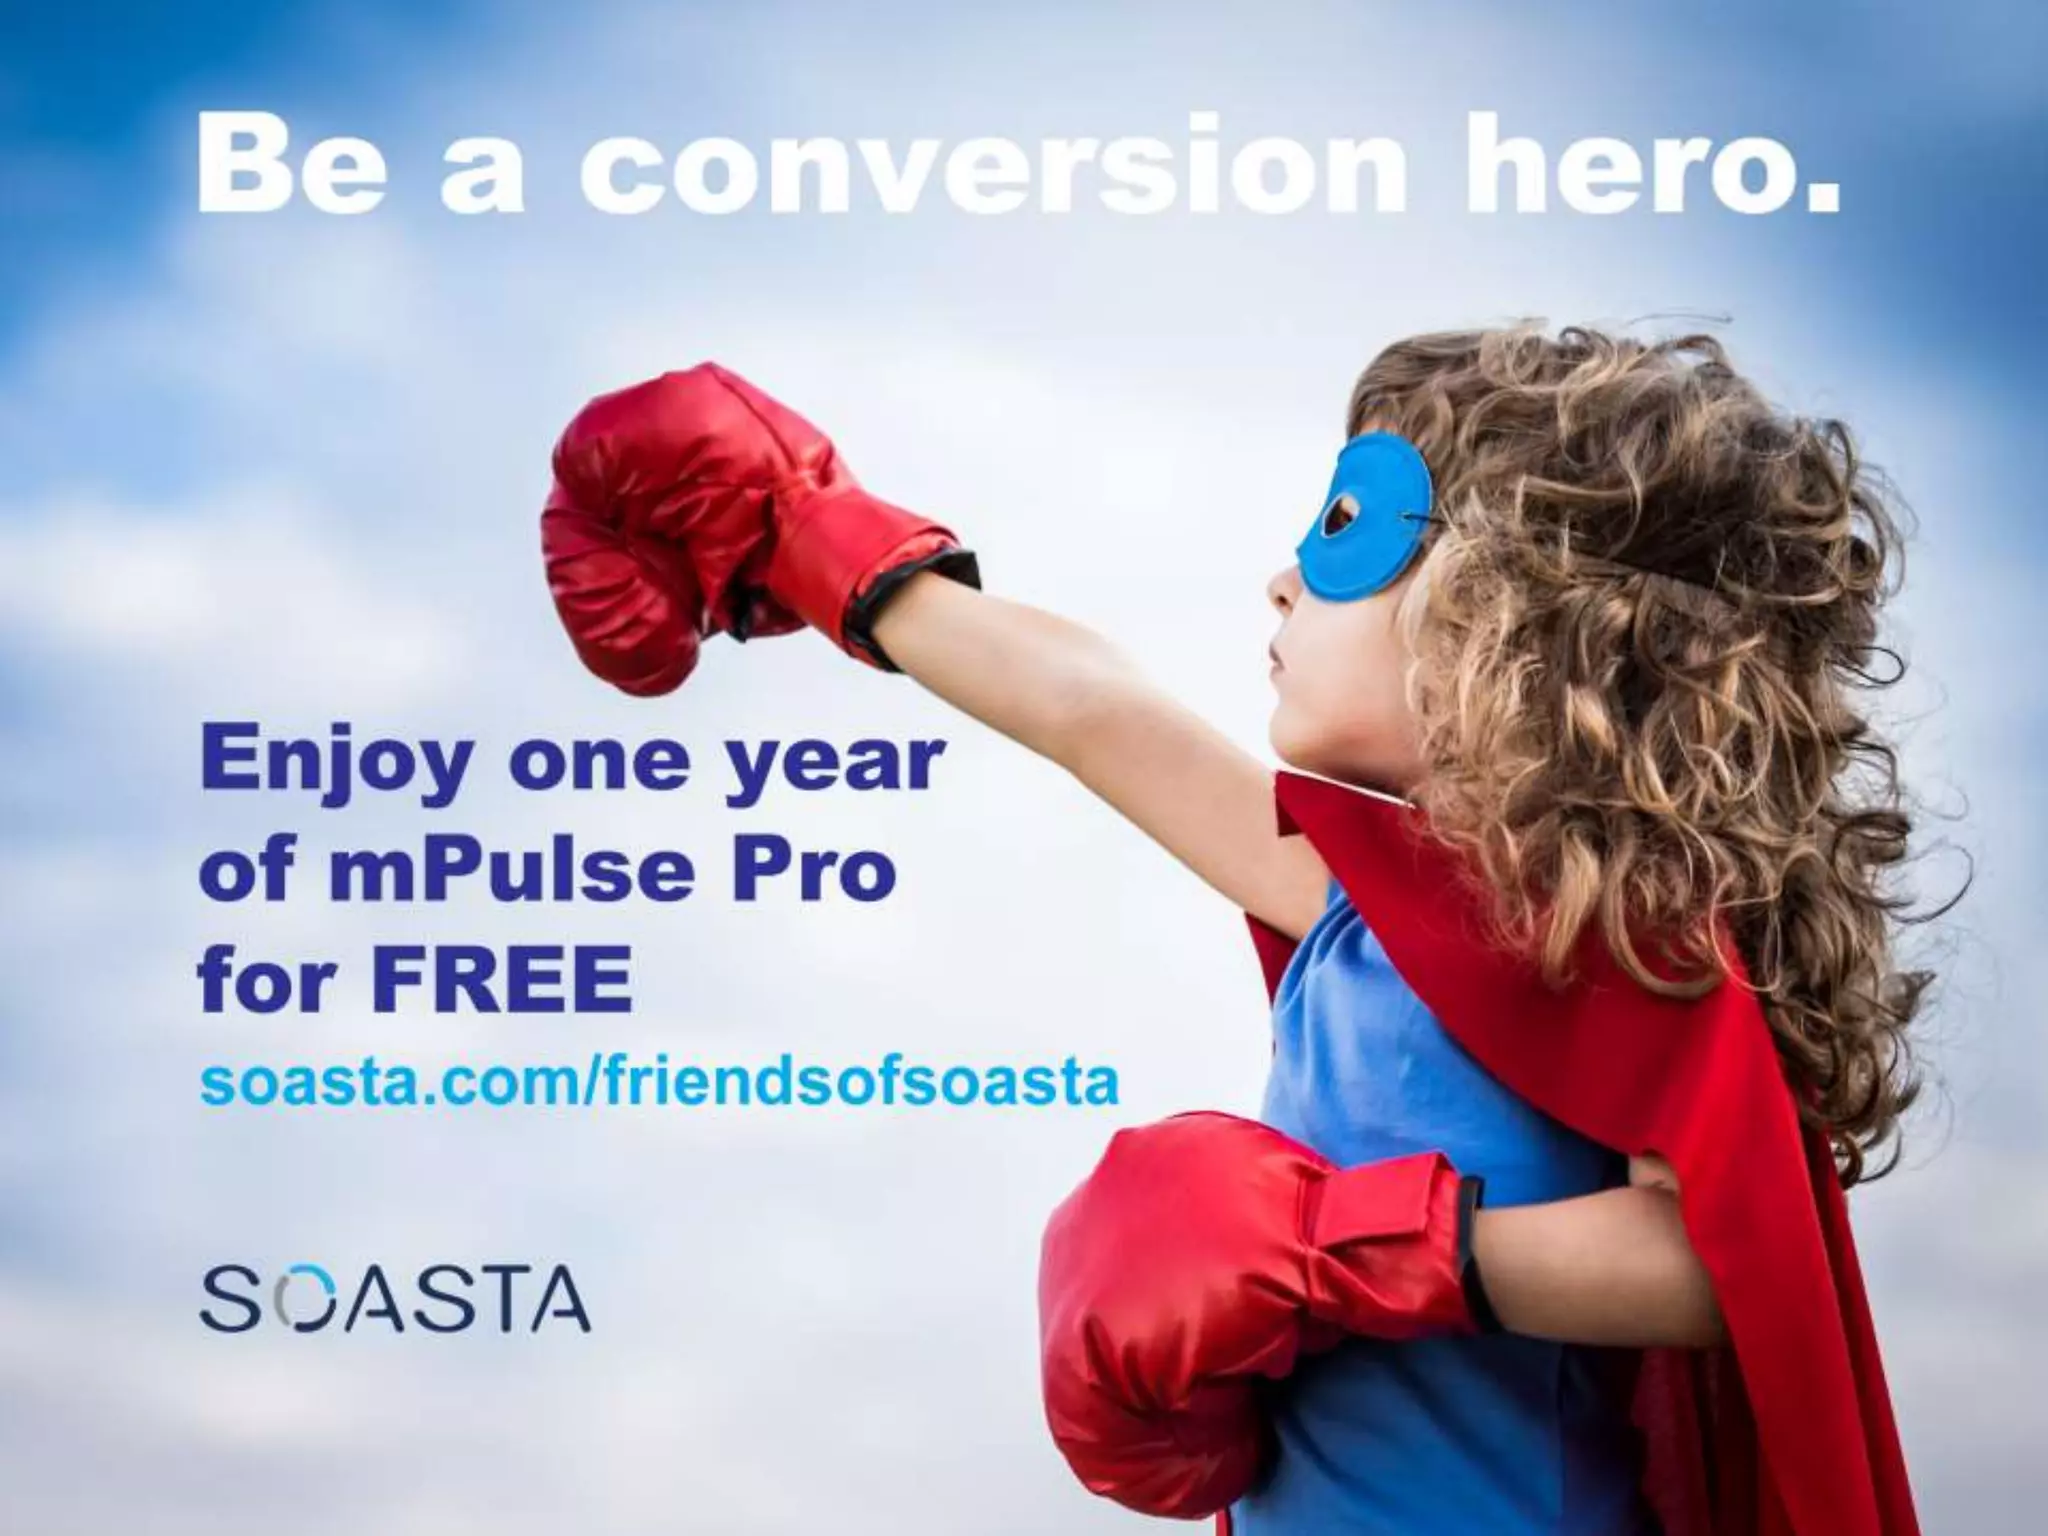 Be a conversion hero.
Enjoy one year
of mPulse Pro
for FREE
soasta.com/friendsofsoasta
SOASTA